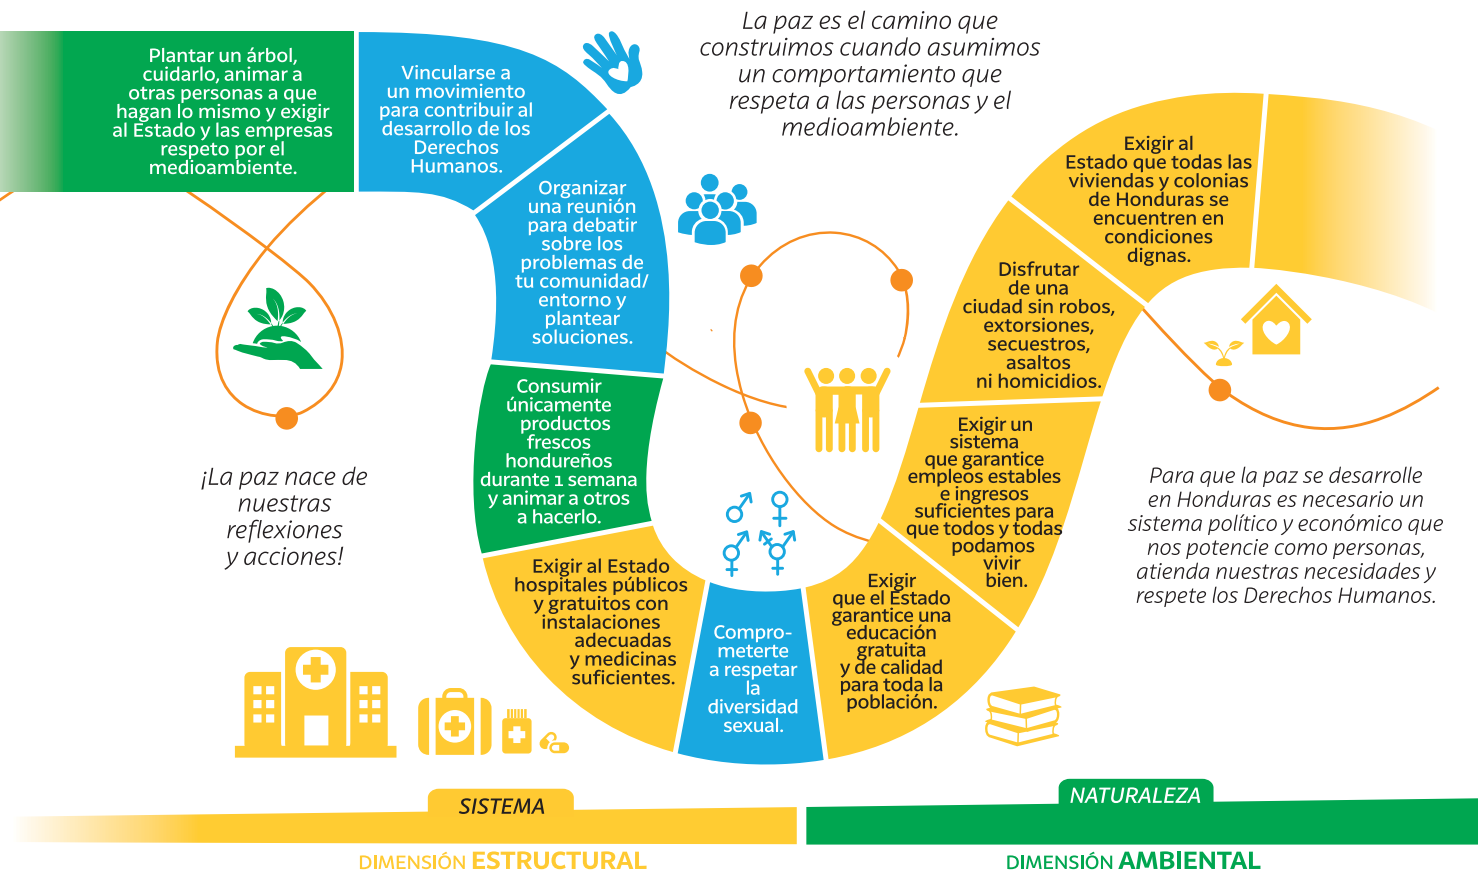 Plantar un árbol,
cuidarlo, animar a
otras personas a que
hagan lo mismo y exigir
al Estado y las empresas
respeto por el
medioambiente.
Vincularse a
un movimiento
para contribuir al
desarrollo de los
Derechos
Humanos.
Organizar
una reunión
para debatir
sobre los
problemas de
tu comunidad/
entorno y
plantear
soluciones.
Consumir
únicamente
productos
frescos
hondureños
durante 1 semana
y animar a otros
a hacerlo.
Exigir al Estado
hospitales públicos
y gratuitos con
instalaciones
adecuadas
y medicinas
suficientes.
Compro-
meterte
a respetar
la
diversidad
sexual.
Exigir
que el Estado
garantice una
educación
gratuita
y de calidad
para toda la
población.
Exigir un
sistema
que garantice
empleos estables
e ingresos
suficientes para
que todos y todas
podamos
vivir
bien.
Disfrutar
de una
ciudad sin robos,
extorsiones,
secuestros,
asaltos
ni homicidios.
Exigir al
Estado que todas las
viviendas y colonias
de Honduras se
encuentren en
condiciones
dignas.
La paz es el camino que
construimos cuando asumimos
un comportamiento que
respeta a las personas y el
medioambiente.
¡La paz nace de
nuestras
reflexiones
y acciones!
Para que la paz se desarrolle
en Honduras es necesario un
sistema político y económico que
nos potencie como personas,
atienda nuestras necesidades y
respete los Derechos Humanos.
SISTEMA
DIMENSIÓN ESTRUCTURAL
NATURALEZA
DIMENSIÓN AMBIENTAL